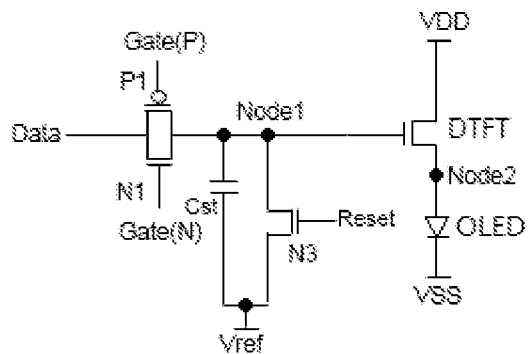 Gate(P)
VDD
P1
Node1
Data
DTFT
N1
Cst
Node2
Reset
Gate(N)
N3
OLED
VSS
Vref